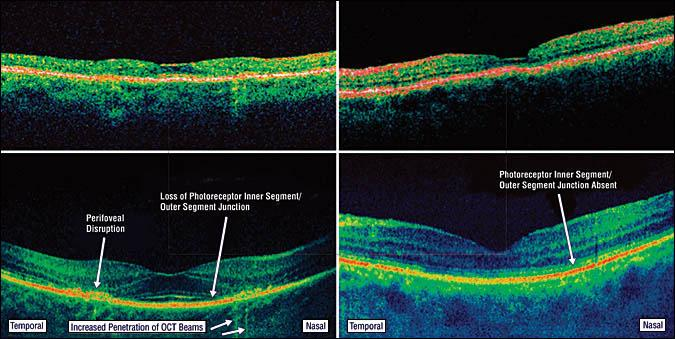 Perifoveal
Disruption
Loss of Photoreceptor Inner Segment/
Outer Segment Junction
Temporal
Increased Penetration of OCT Beams
Nasal
Photoreceptor Inner Segment/
Outer Segment Junction Absent
Temporal
Nasal